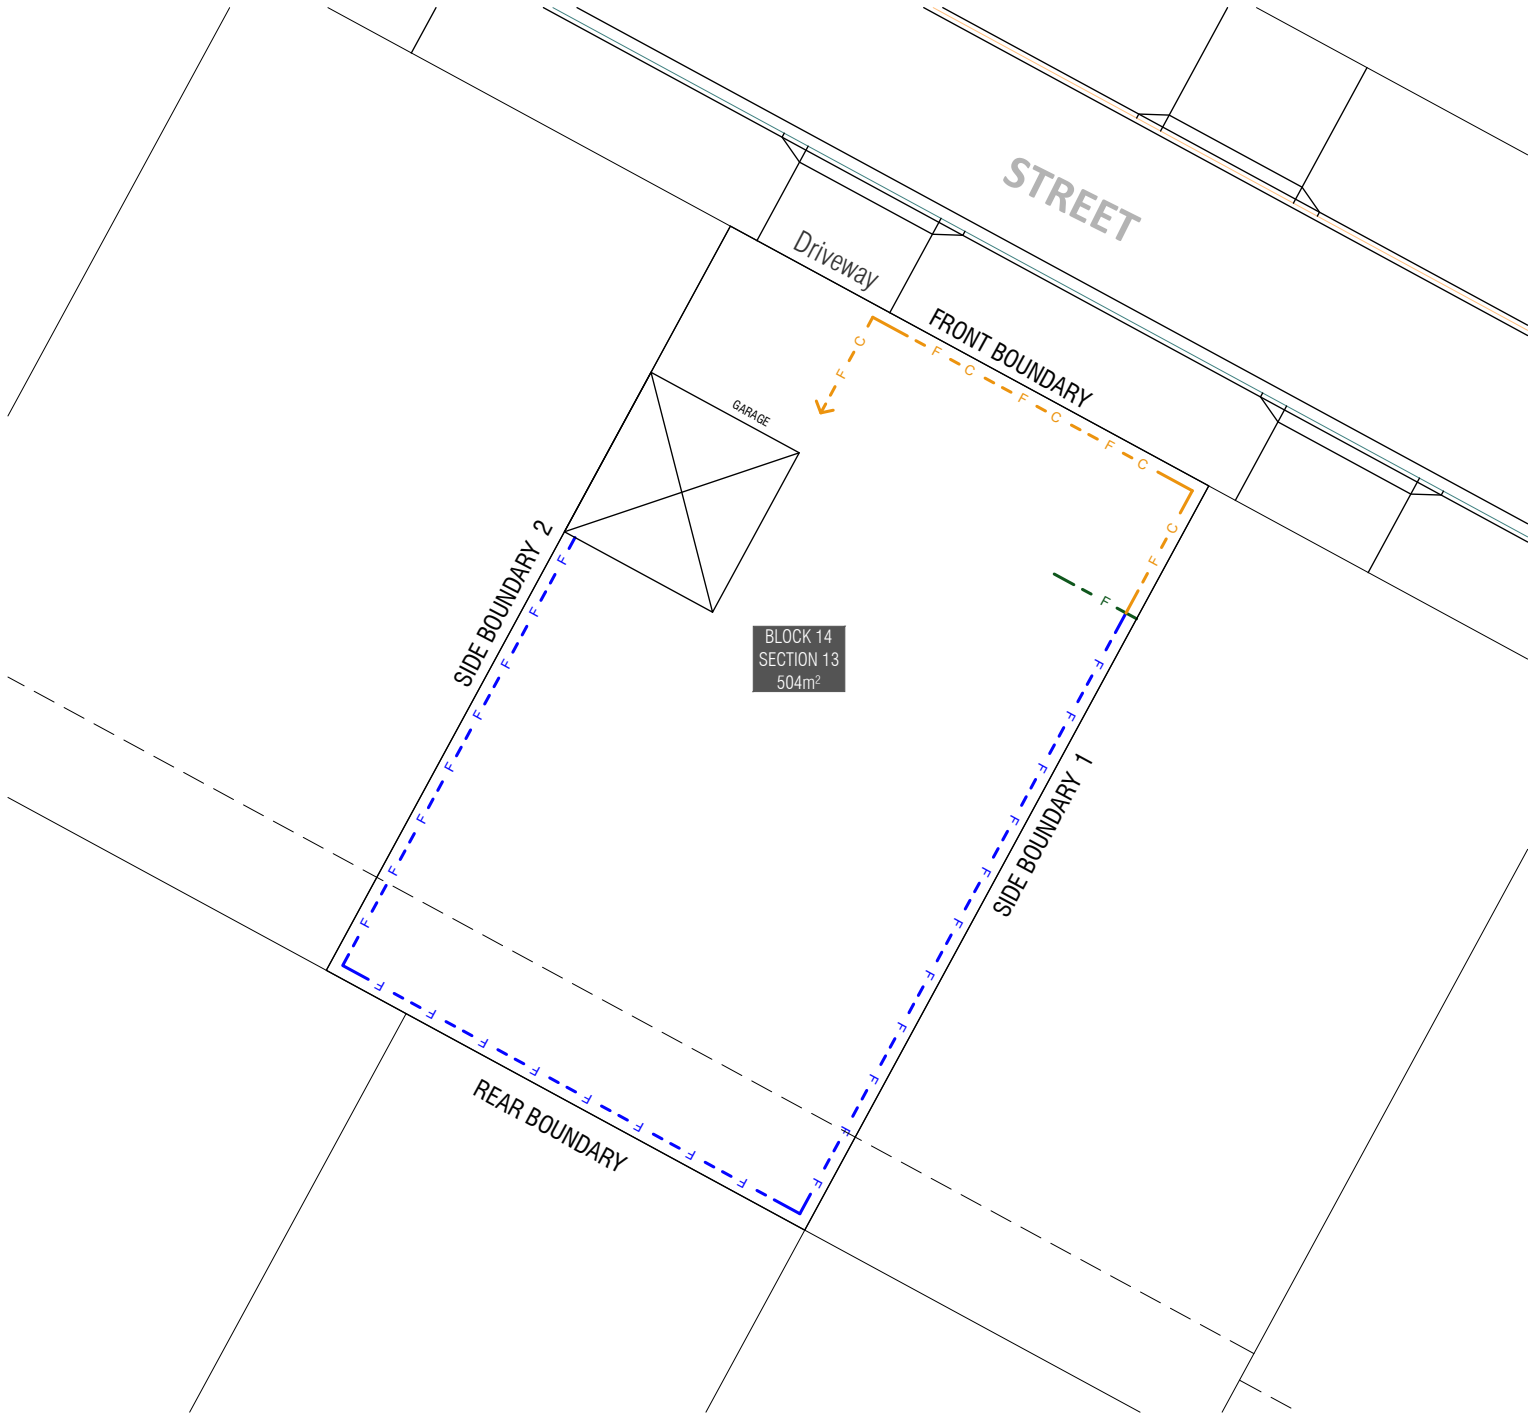 STREET
Driveway
FRONT BOUNDARY
F C F C F C
C F
GARAGE
C F
F
SIDE BOUNDARY 2
F F F F F F F F
BLOCK 14
SECTION 13
504m²
SIDE BOUNDARY 1
F F F F F F F F F F F
F F F F F F F F
REAR BOUNDARY